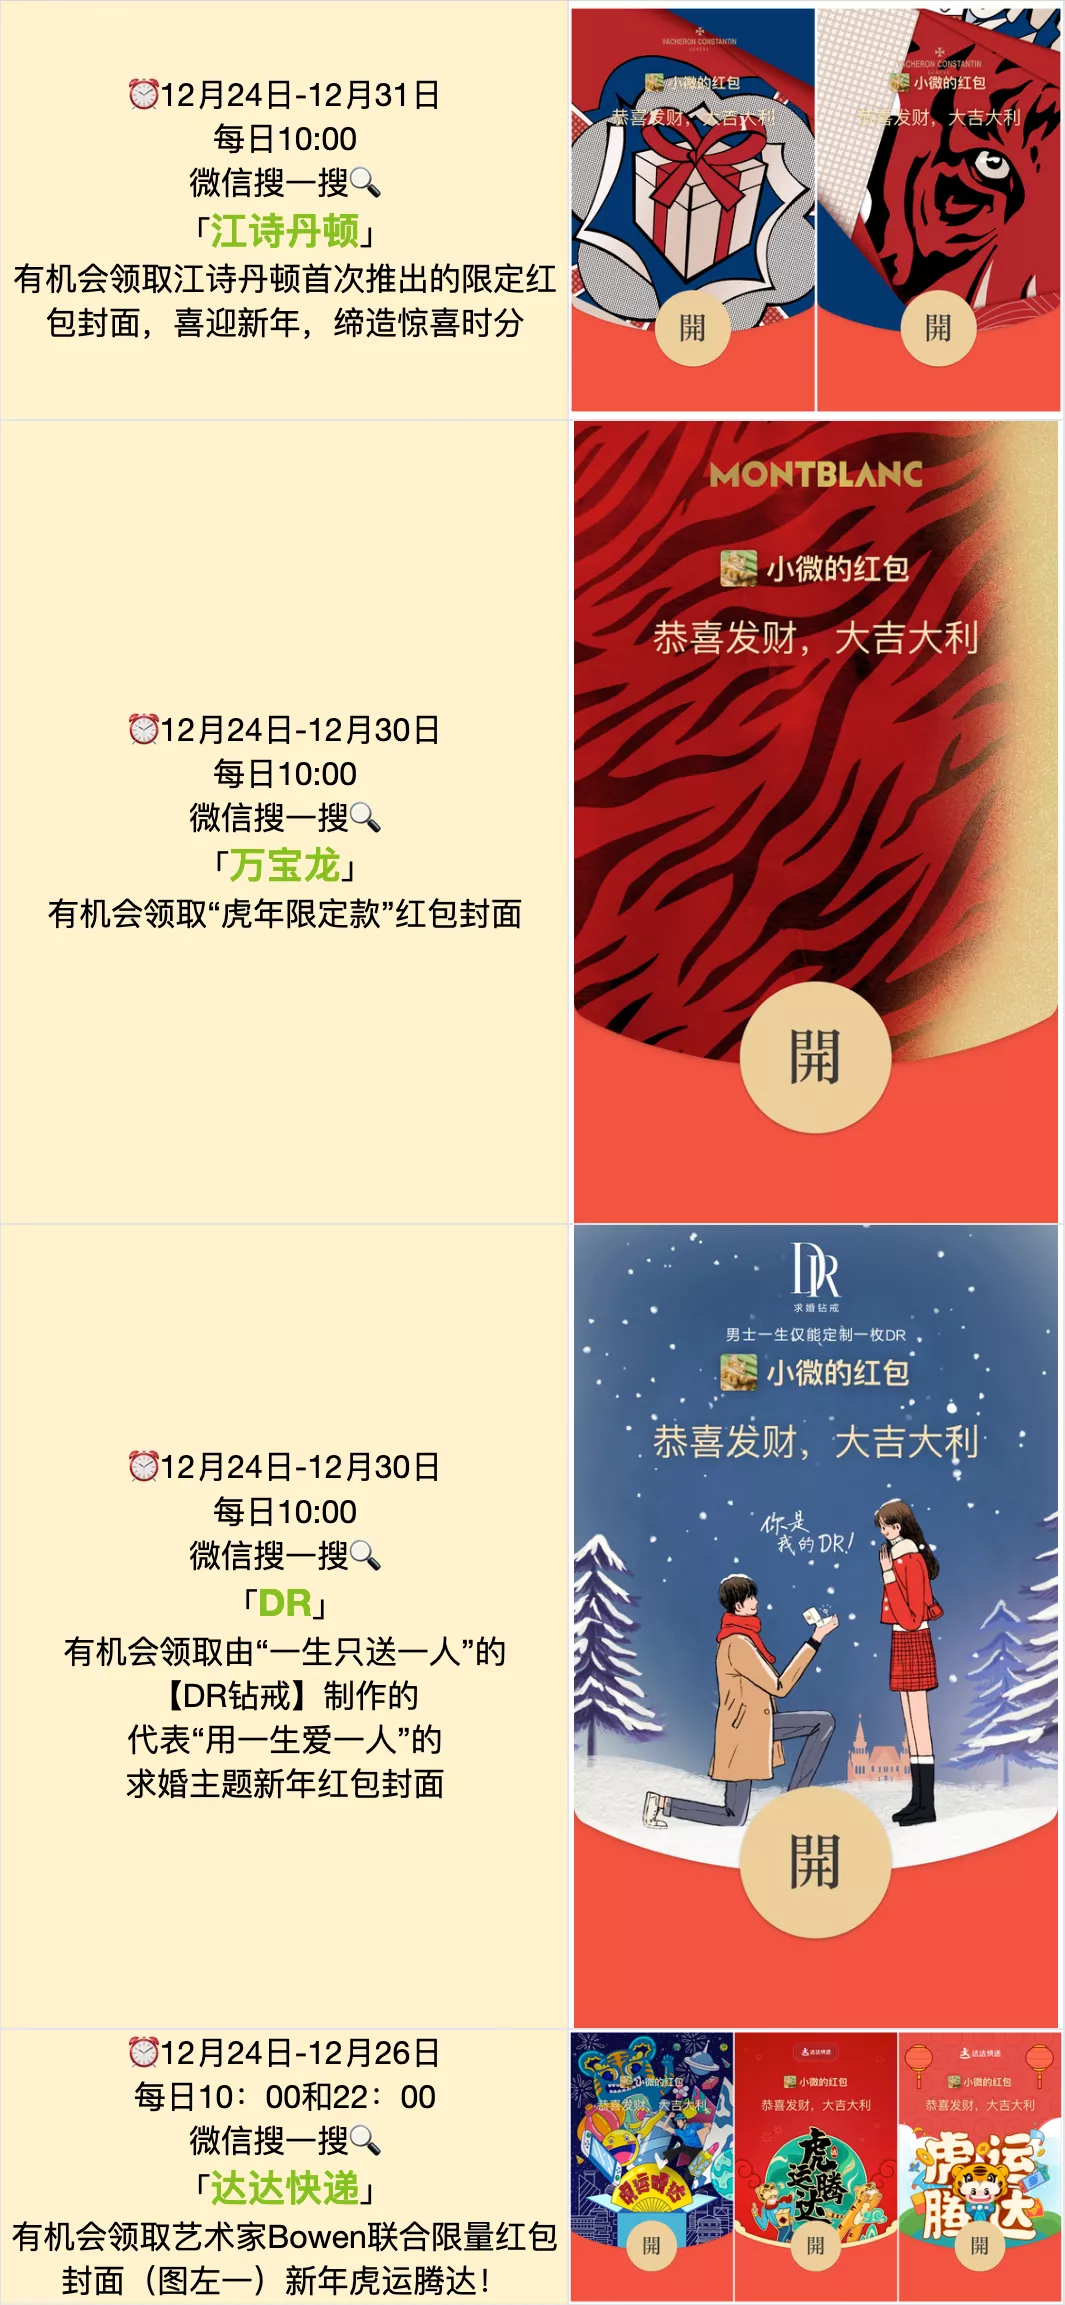 ⏰12月24日-12月31日
每日10:00
微信搜一搜🔍
「江诗丹顿」
有机会领取江诗丹顿首次推出的限定红
包封面，喜迎新年，缔造惊喜时分
VACHERON CONSTANTIN
GENÈVE
小微的红包
恭喜发财，大吉大利
開
VACHERON CONSTANTIN
GENÈVE
小微的红包
恭喜发财，大吉大利
開
⏰12月24日-12月30日
每日10:00
微信搜一搜🔍
「万宝龙」
有机会领取“虎年限定款”红包封面
MONTBLANC
小微的红包
恭喜发财，大吉大利
開
⏰12月24日-12月30日
每日10:00
微信搜一搜🔍
「DR」
有机会领取由“一生只送一人”的
【DR钻戒】制作的
代表“用一生爱一人”的
求婚主题新年红包封面
DR
求婚钻戒
男士一生仅能定制一枚DR
小微的红包
恭喜发财，大吉大利
你是
我的DR!
開
⏰12月24日-12月26日
每日10：00和22：00
微信搜一搜🔍
「达达快递」
有机会领取艺术家Bowen联合限量红包
封面（图左一）新年虎运腾达！
小微的红包
恭喜发财，大吉大利
虎运腾达
開
达达快送
小微的红包
恭喜发财，大吉大利
虎
运腾
达
開
达达快送
小微的红包
恭喜发财，大吉大利
虎运
腾达
開